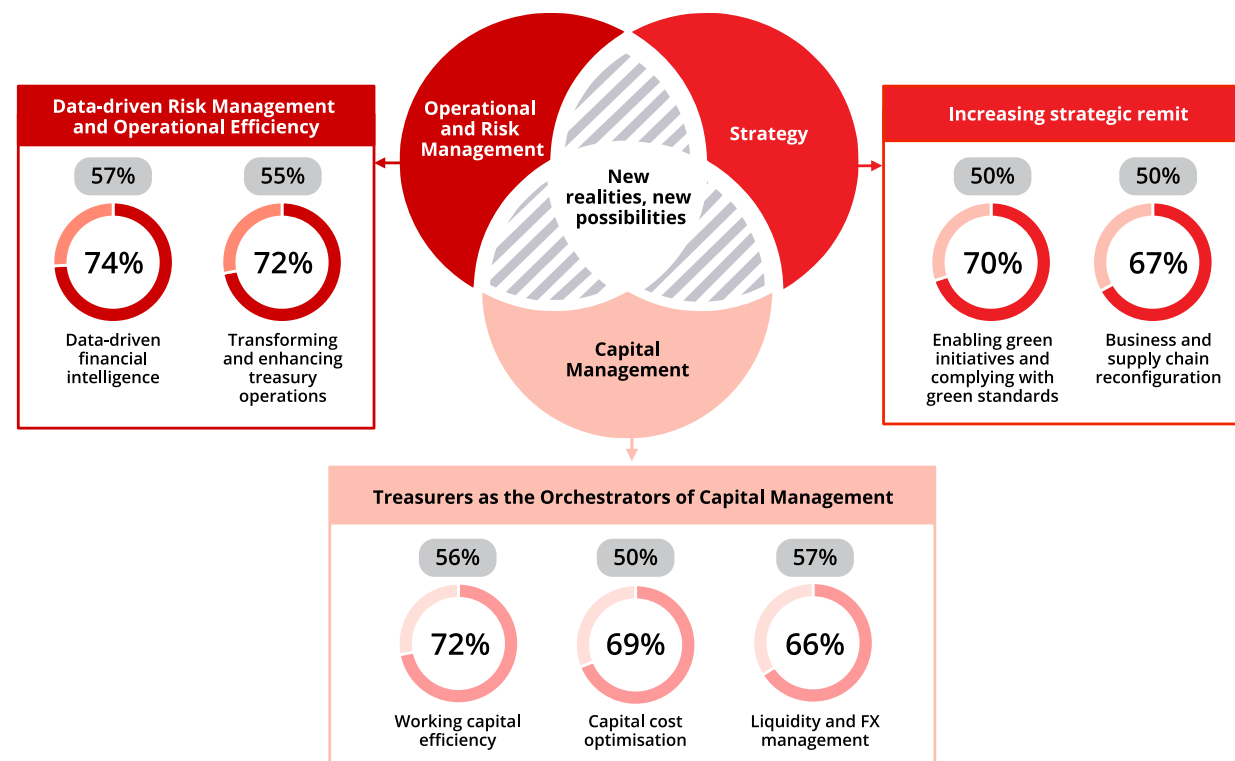 Operational
and Risk
Management
Strategy
New
realities, new
possibilities
Capital
Management
Data-driven Risk Management
and Operational Efficiency
57%
74%
Data-driven
financial
intelligence
55%
72%
Transforming
and enhancing
treasury
operations
Increasing strategic remit
50%
70%
Enabling green
initiatives and
complying with
green standards
50%
67%
Business and
supply chain
reconfiguration
Treasurers as the Orchestrators of Capital Management
56%
72%
Working capital
efficiency
50%
69%
Capital cost
optimisation
57%
66%
Liquidity and FX
management